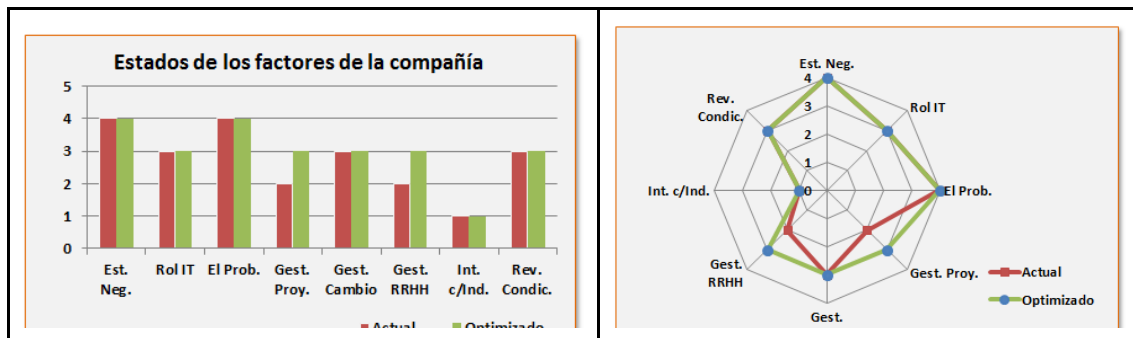 Estados de los factores de la compañía
5
4
3
2
1
0
Est.
Neg.
Rol IT
El Prob.
Gest.
Proy.
Gest.
Cambio
Gest.
RRHH
Int.
c/Ind.
Rev.
Condic.
Actual
Optimizado
Est. Neg.
4
3
2
1
0
Rol IT
El Prob.
Gest. Proy.
Gest.
Gest.
RRHH
Int. c/Ind.
Rev.
Condic.
Actual
Optimizado